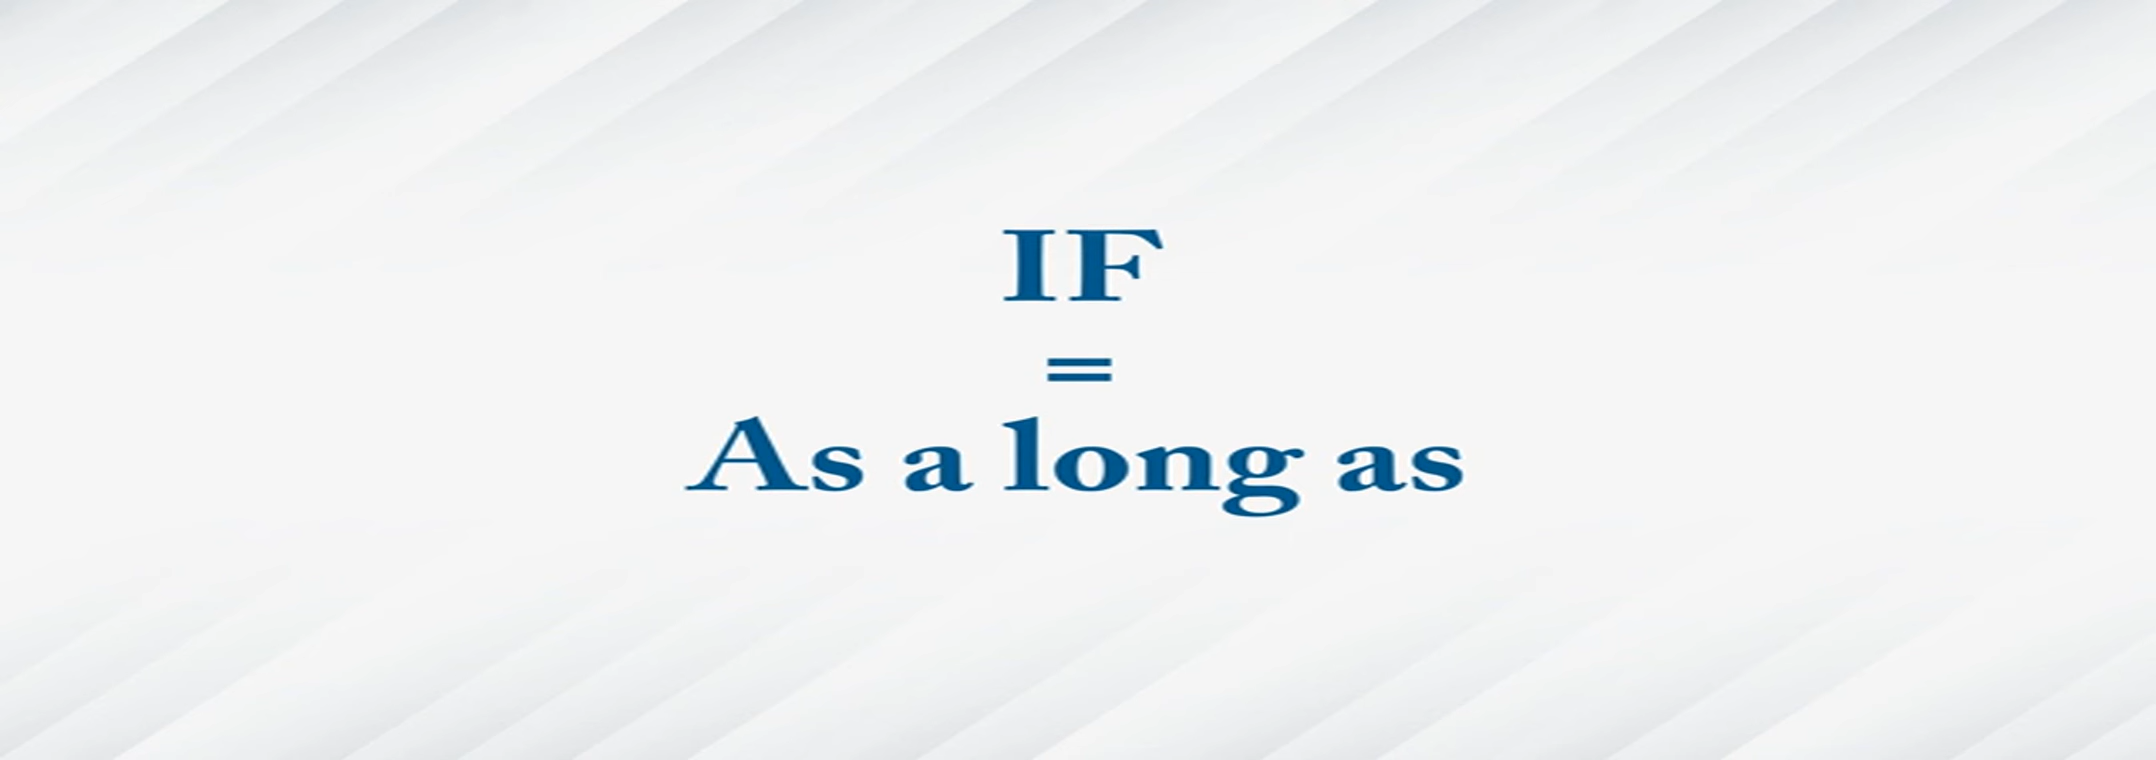 IF
=
As a long as